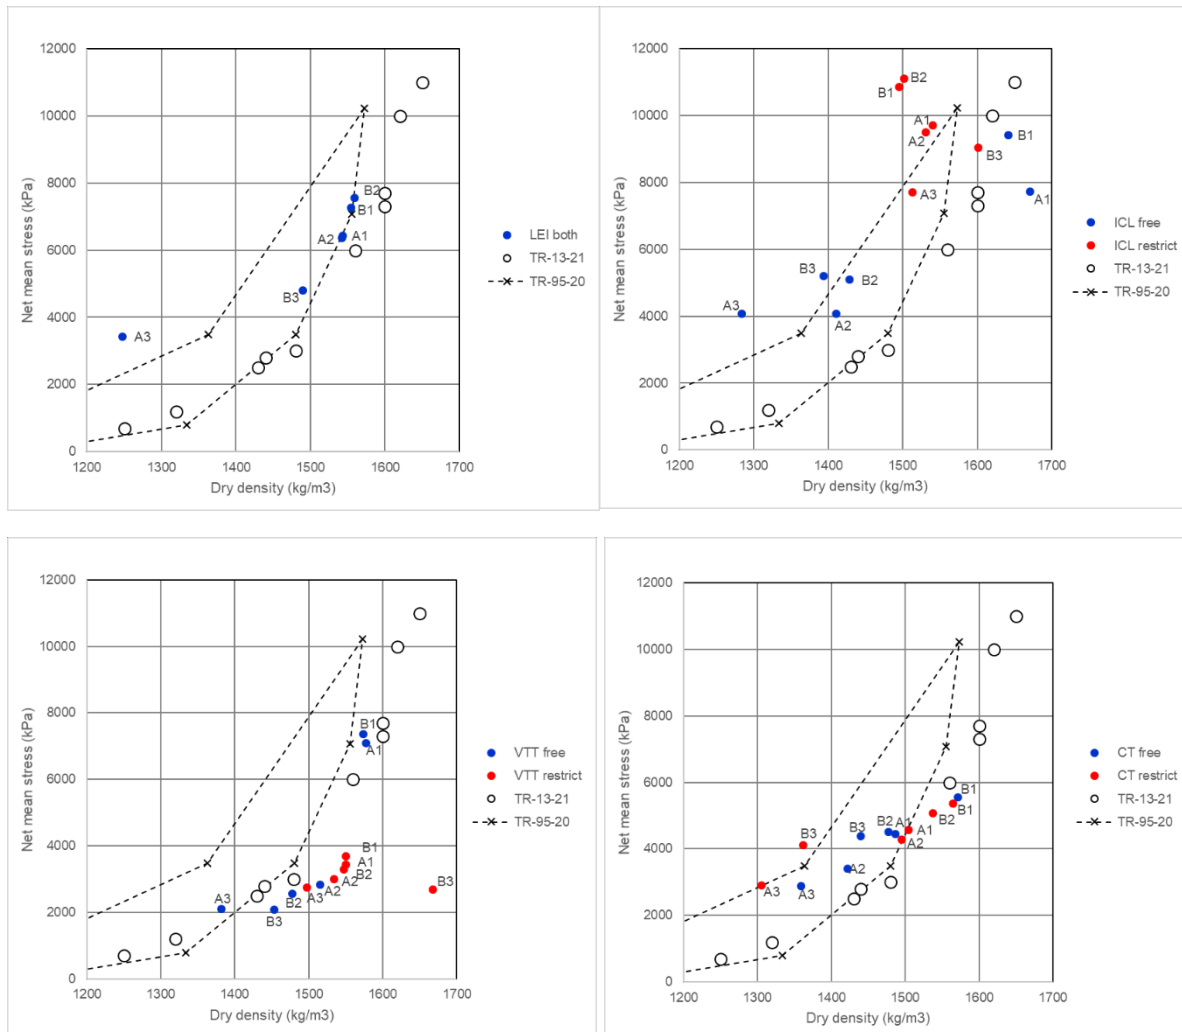 12000
10000
8000
6000
4000
2000
0
1200 1300 1400 1500 1600 1700
Net mean stress (kPa)
Dry density (kg/m3)
B2
B1
A2 A1
B3
A3
LEI both
TR-13-21
TR-95-20
12000
10000
8000
6000
4000
2000
0
1200 1300 1400 1500 1600 1700
Net mean stress (kPa)
Dry density (kg/m3)
B2
B1
A1
A2
B1
B3
A3
A1
B3
B2
A3
A2
ICL free
ICL restrict
TR-13-21
TR-95-20
12000
10000
8000
6000
4000
2000
0
1200 1300 1400 1500 1600 1700
Net mean stress (kPa)
Dry density (kg/m3)
B1
A1
B1
A1
B2
A2
B3
A2
A3
B2
A3
B3
VTT free
VTT restrict
TR-13-21
TR-95-20
12000
10000
8000
6000
4000
2000
0
1200 1300 1400 1500 1600 1700
Net mean stress (kPa)
Dry density (kg/m3)
B1
B1
B2
B3
B3
B2
A1
A1
A2
A2
A3
A3
CT free
CT restrict
TR-13-21
TR-95-20